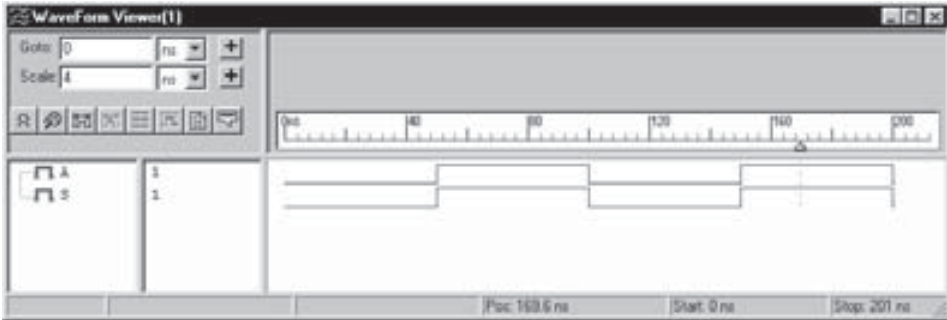 WaveForm Viewer(1)
Goto: 0 ns
Scale: 4 ns
0ns 40 80 120 160 200
A 1
S 1
Pos: 169.6 ns Start: 0 ns Stop: 201 ns